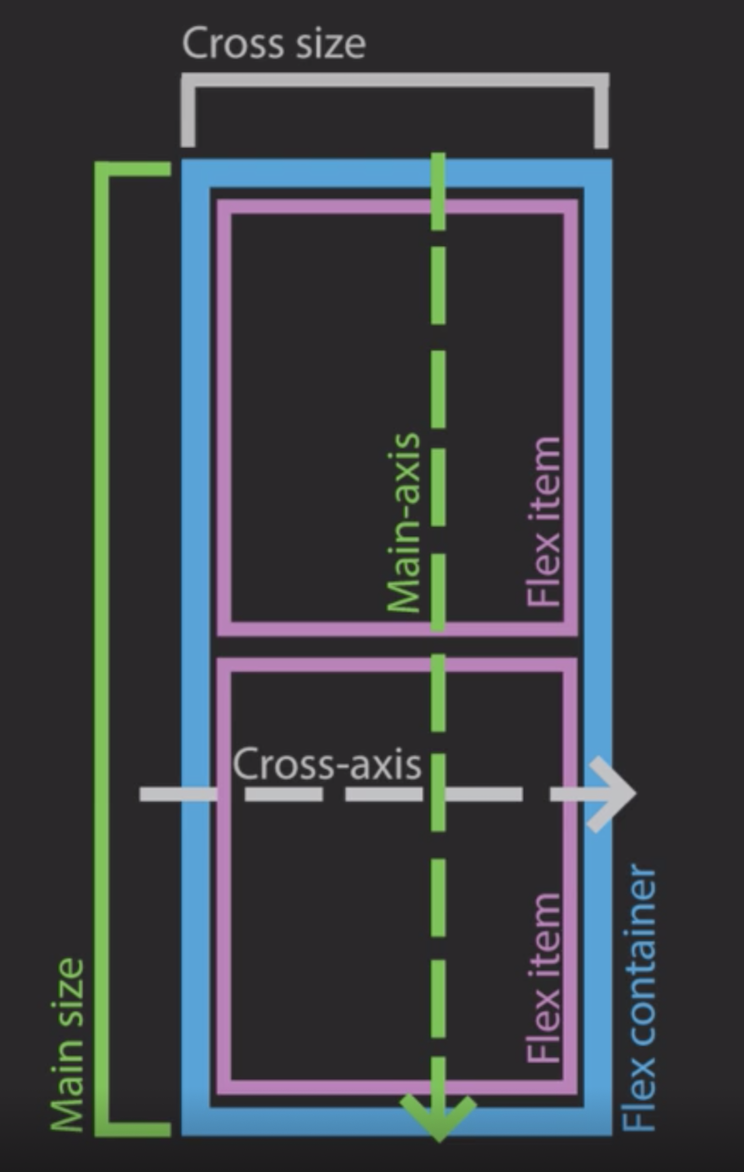 Cross size
Main-axis
Flex item
Cross-axis
Flex item
Main size
Flex container